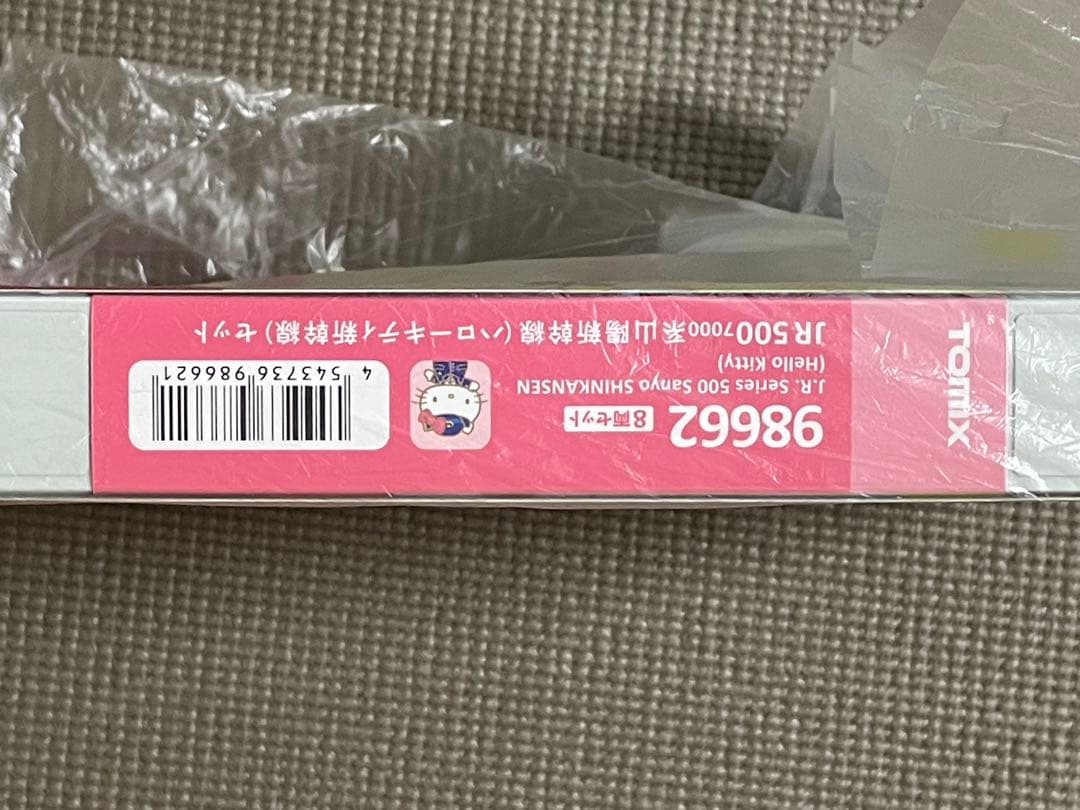 TOMIX
98662 8両セット
J.R. Series 500 Sanyo SHINKANSEN
(Hello Kitty)
JR 500 7000系山陽新幹線 (ハローキティ新幹線) セット
4 543736 986621